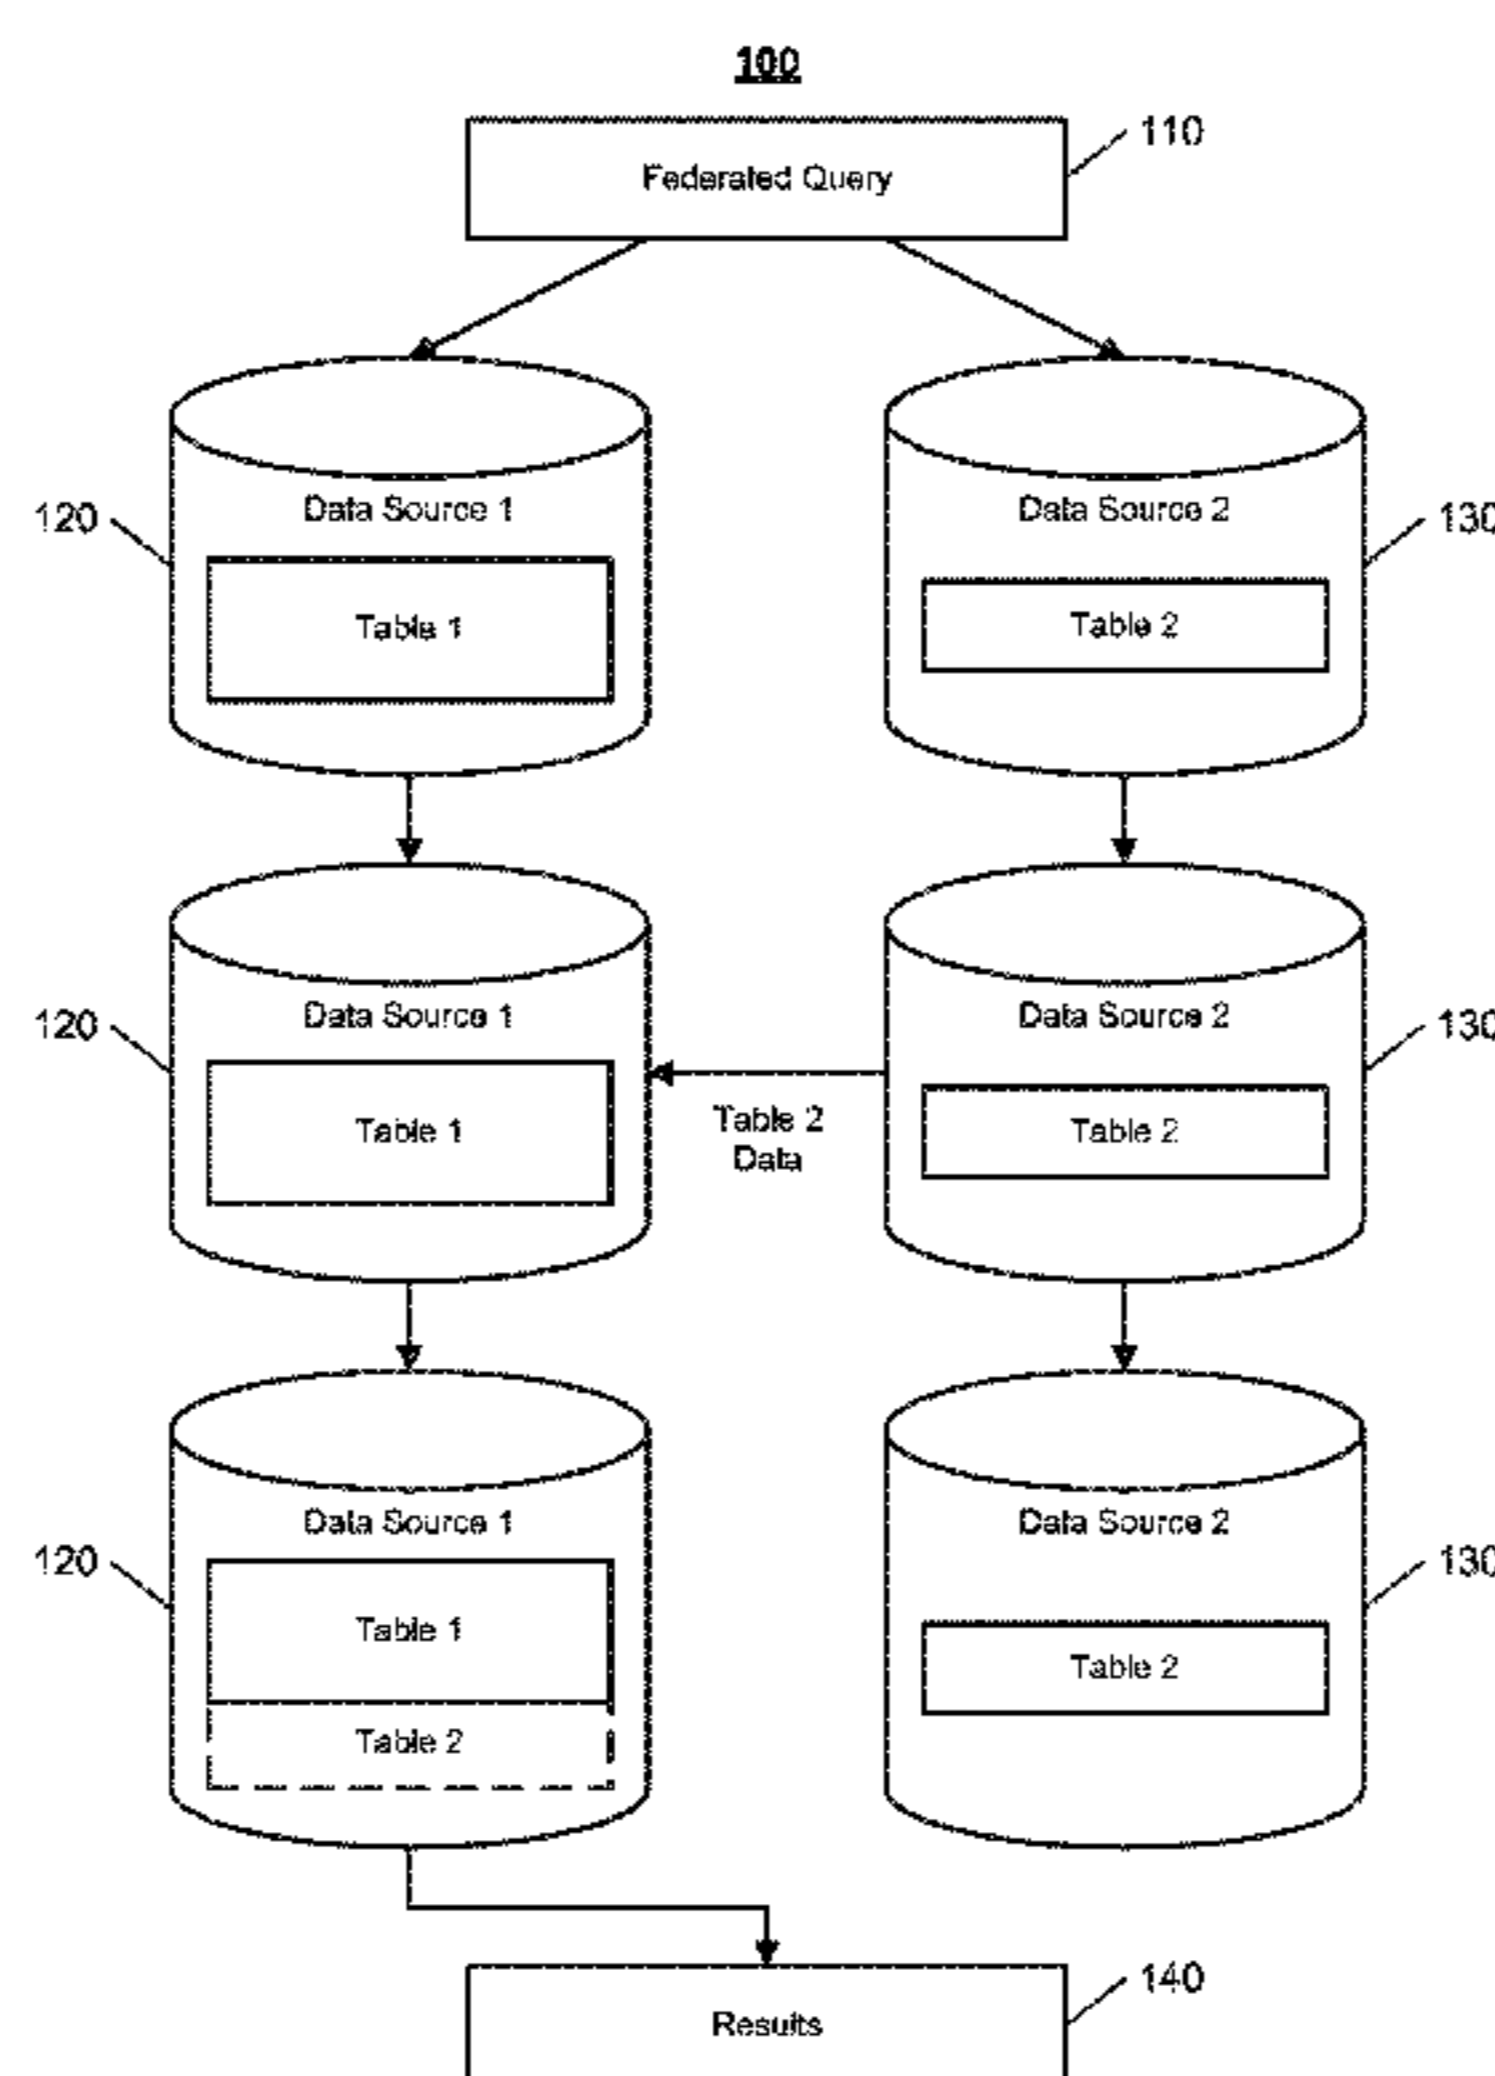 100
110
Federated Query
Data Source 1
Data Source 2
120
130
Table 1
Table 2
Data Source 1
Data Source 2
120
130
Table 1
Table 2
Data
Table 2
Data Source 1
Data Source 2
120
130
Table 1
Table 2
Table 2
140
Results